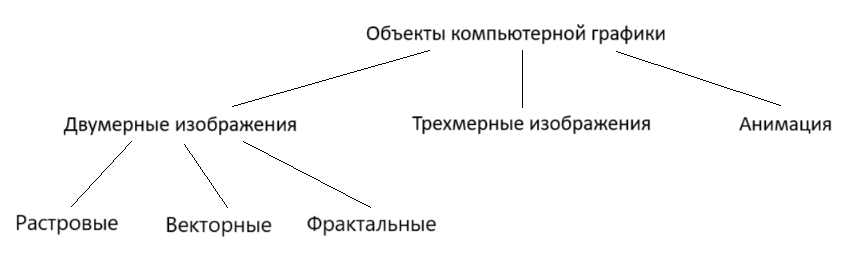 Объекты компьютерной графики
Двумерные изображения
Трехмерные изображения
Анимация
Растровые
Векторные
Фрактальные